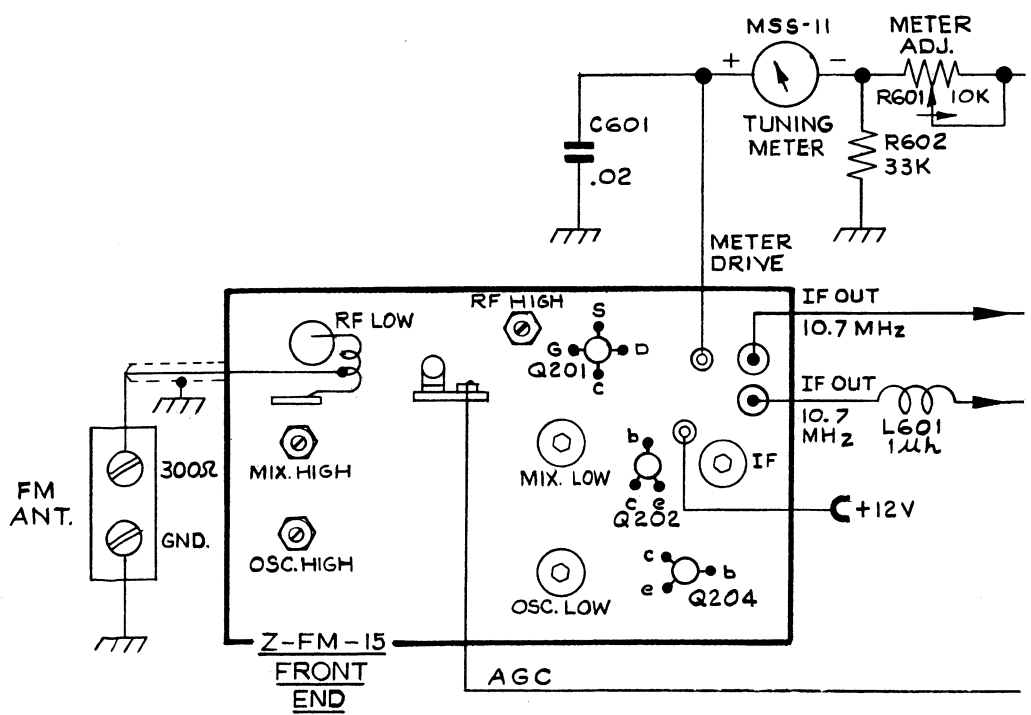 MSS-11
METER
ADJ.
+
−
R601
10K
C601
.02
TUNING
METER
R602
33K
METER
DRIVE
RF HIGH
IF OUT
10.7 MHz
RF LOW
S
G
D
Q201
C
IF OUT
10.7
MHz
L601
1µh
FM
ANT.
300Ω
GND.
MIX. HIGH
MIX. LOW
b
c
e
Q202
IF
+12V
OSC. HIGH
OSC. LOW
c
b
e
Q204
Z-FM-15
FRONT
END
AGC